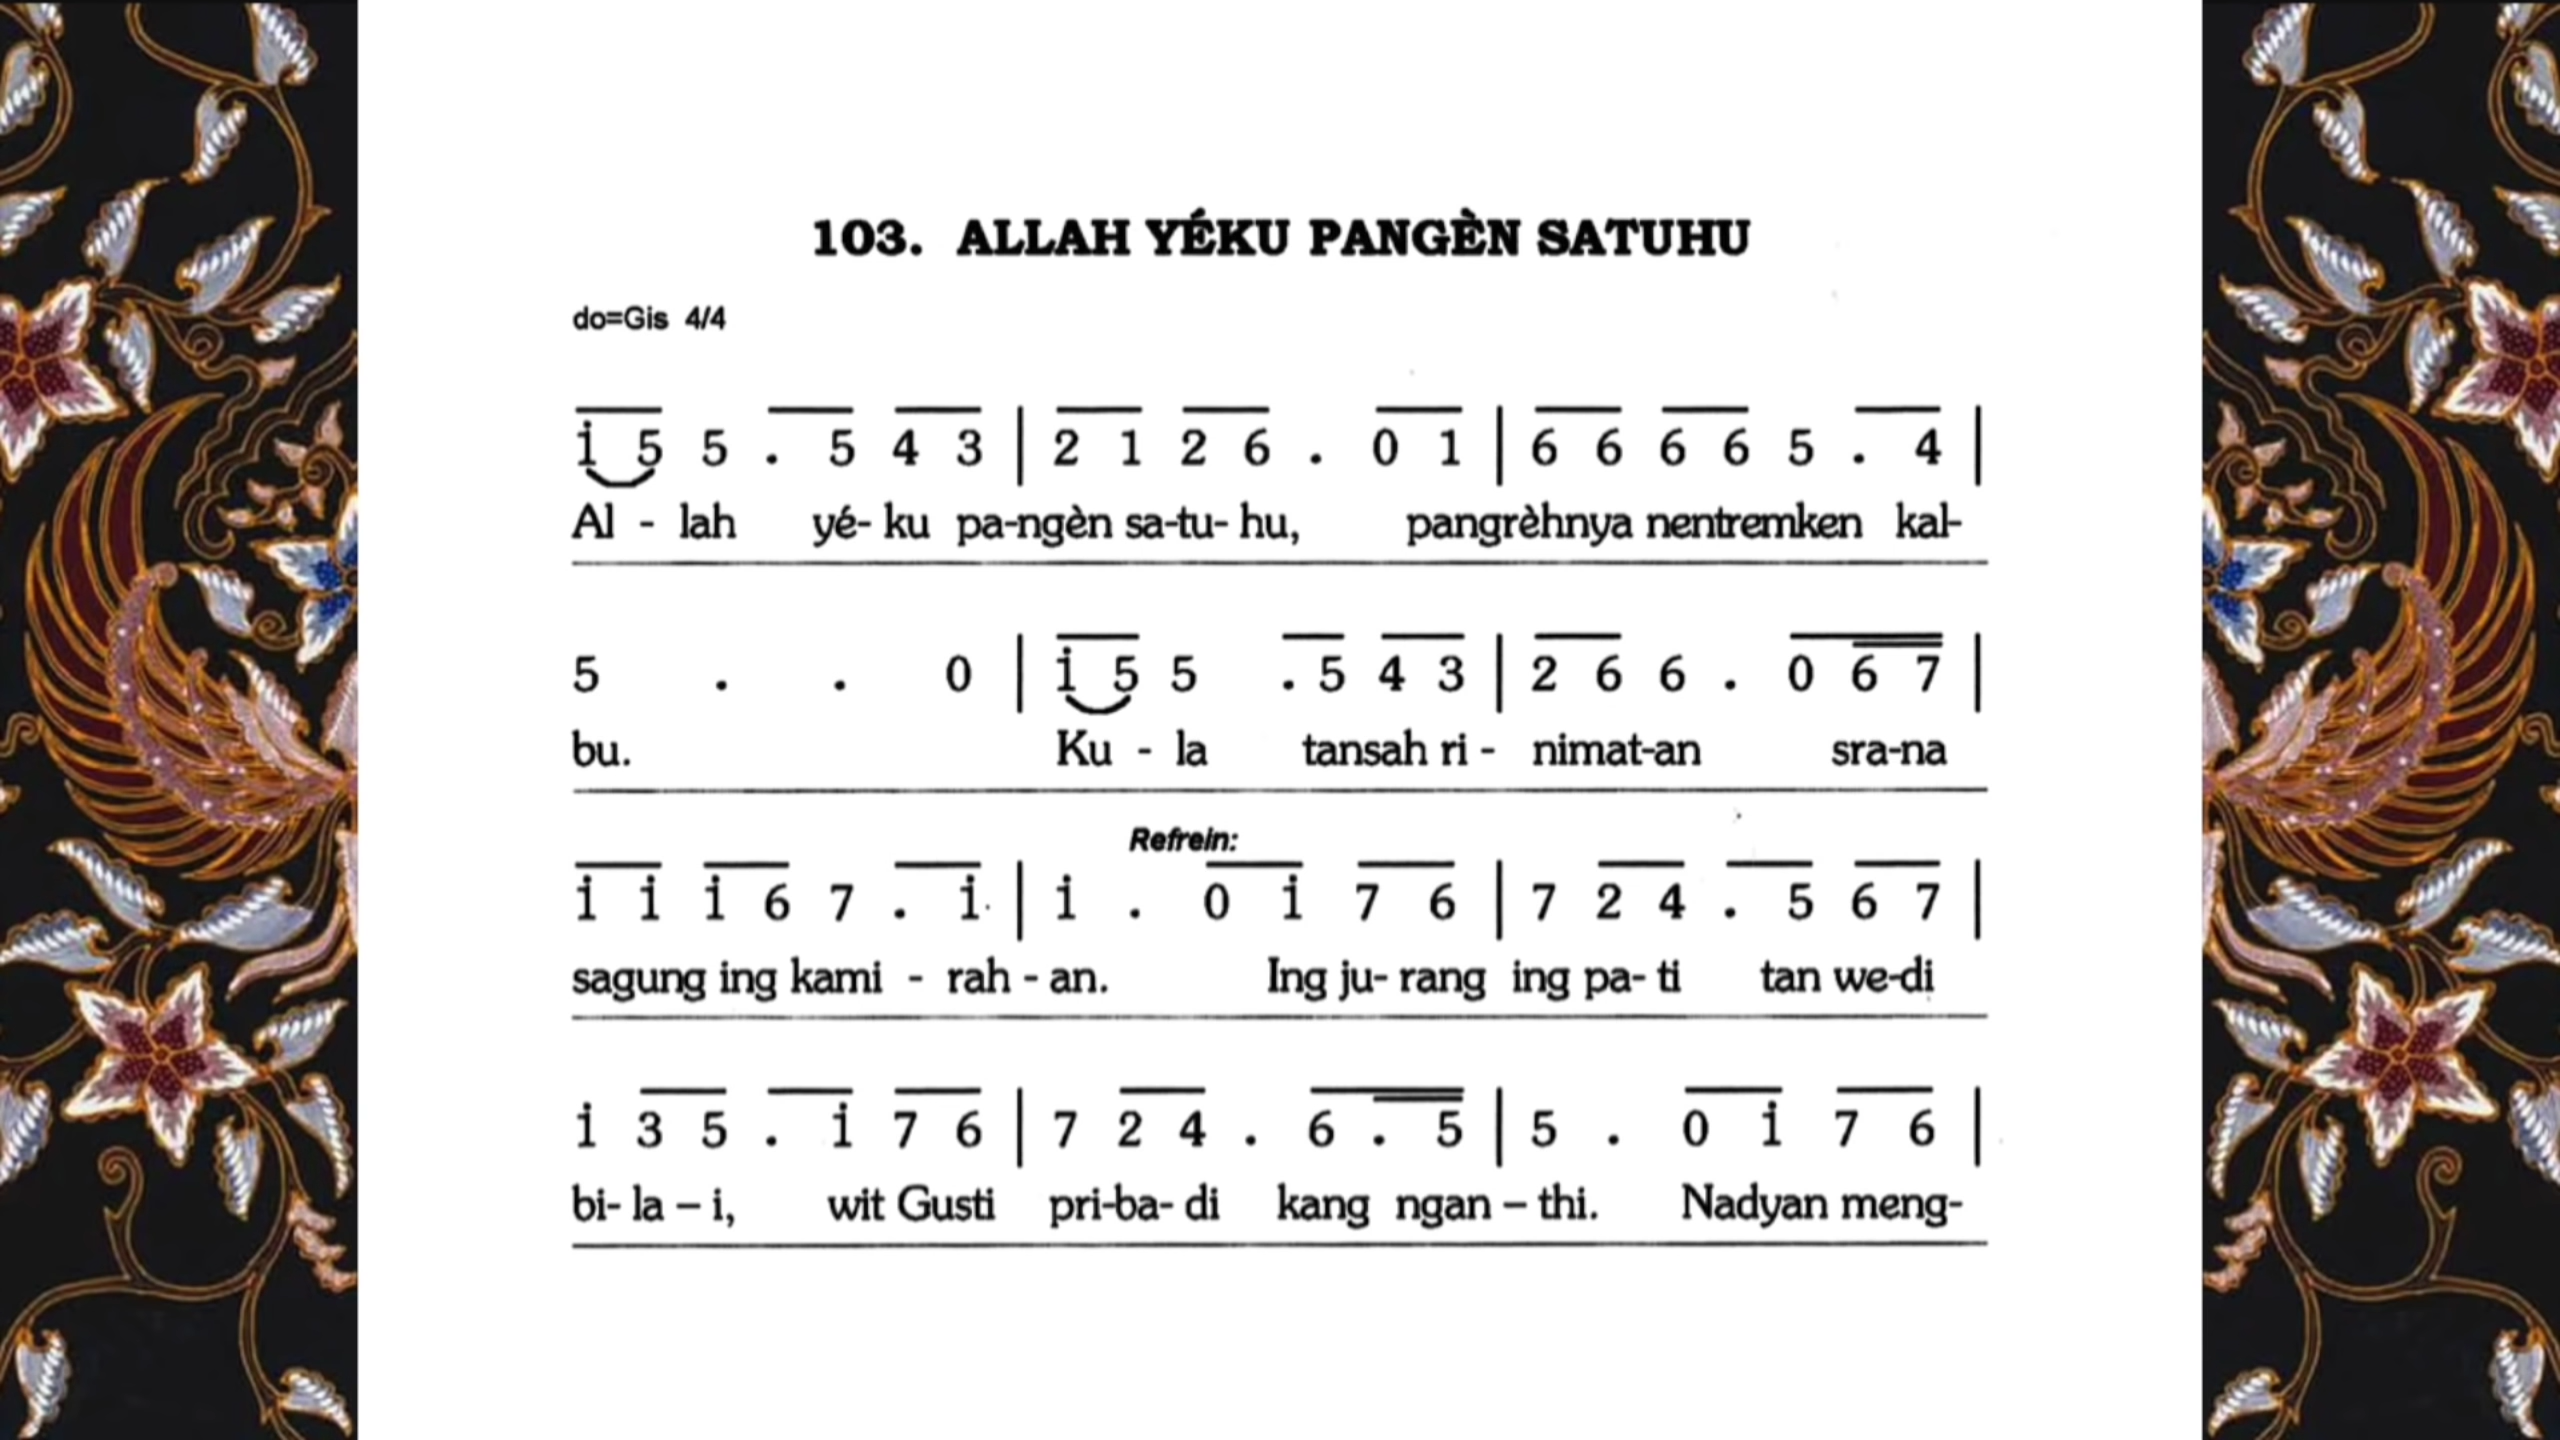 103. ALLAH YÉKU PANGÈN SATUHU
do=Gis 4/4
i 5 5 . 5 4 3 | 2 1 2 6 . 0 1 | 6 6 6 6 5 . 4 |
Al - lah yé- ku pa-ngèn sa-tu- hu, pangrèhnya nentremken kal-
5 . . 0 | i 5 5 . 5 4 3 | 2 6 6 . 0 6 7 |
bu. Ku - la tansah ri - nimat-an sra-na
Refrein:
i i i 6 7 . i | i . 0 i 7 6 | 7 2 4 . 5 6 7 |
sagung ing kami - rah - an. Ing ju- rang ing pa- ti tan we-di
i 3 5 . i 7 6 | 7 2 4 . 6 . 5 | 5 . 0 i 7 6 |
bi- la – i, wit Gusti pri-ba- di kang ngan – thi. Nadyan meng-